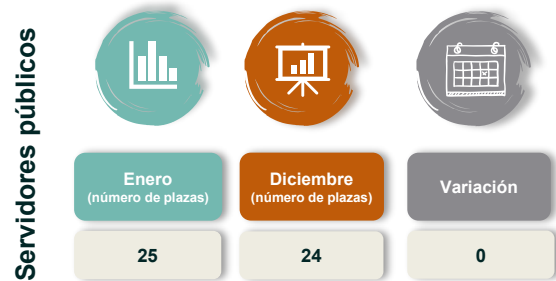 Servidores públicos
Enero
(número de plazas)
Diciembre
(número de plazas)
Variación
25
24
0